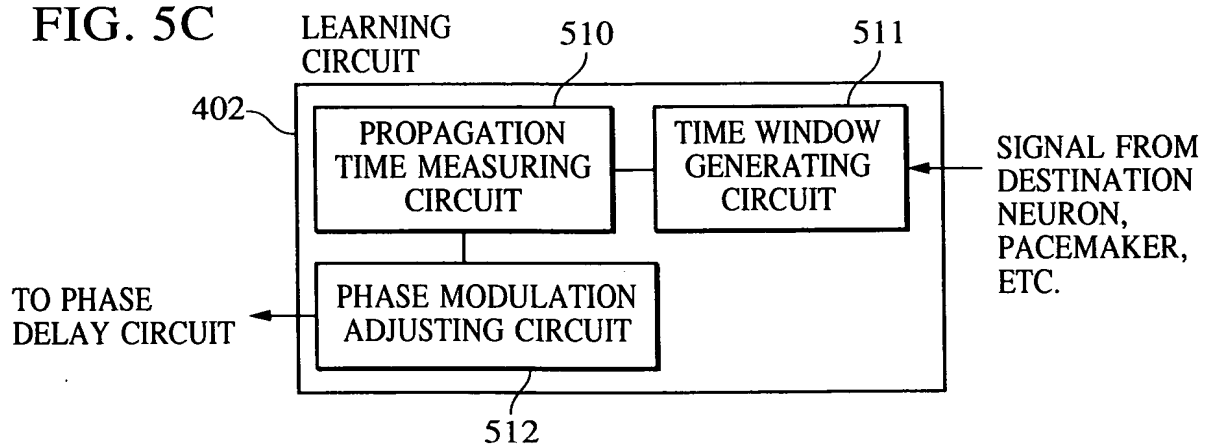 FIG. 5C
LEARNING
CIRCUIT
510
511
402
PROPAGATION
TIME MEASURING
CIRCUIT
TIME WINDOW
GENERATING
CIRCUIT
SIGNAL FROM
DESTINATION
NEURON,
PACEMAKER,
ETC.
TO PHASE
DELAY CIRCUIT
PHASE MODULATION
ADJUSTING CIRCUIT
512